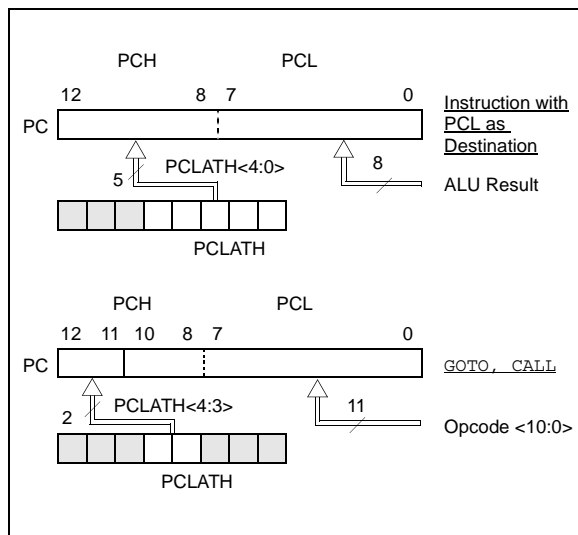 PCH PCL
12 8 7 0
PC
Instruction with
PCL as
Destination
5 PCLATH<4:0>
8
ALU Result
PCLATH
PCH PCL
12 11 10 8 7 0
PC
GOTO, CALL
2 PCLATH<4:3>
11
Opcode <10:0>
PCLATH